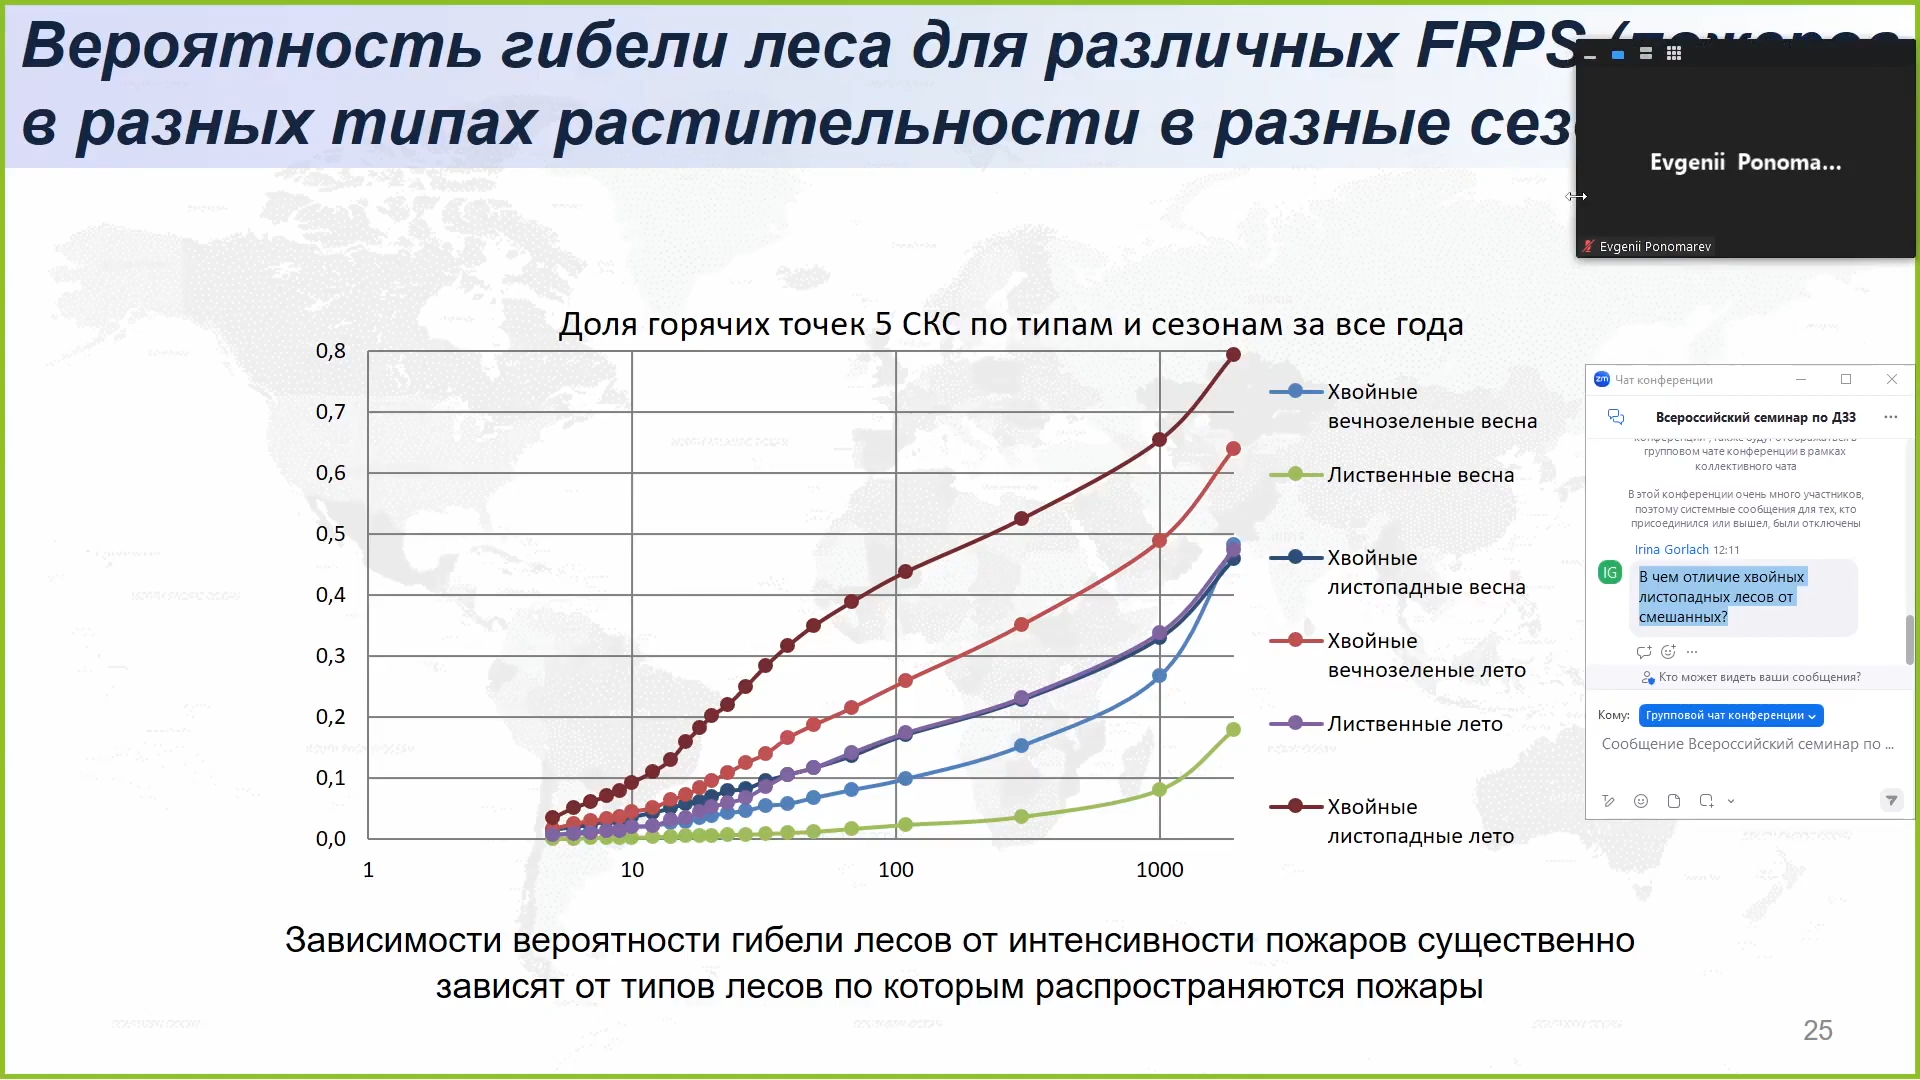 Вероятность гибели леса для различных FRPS
в разных типах растительности в разные
Evgenii Ponoma...
Evgenii Ponomarev
Доля горячих точек 5 СКС по типам и сезонам за все года
0,8
0,7
0,6
0,5
0,4
0,3
0,2
0,1
0,0
1
10
100
1000
Хвойные
вечнозеленые весна
Лиственные весна
Хвойные
листопадные весна
Хвойные
вечнозеленые лето
Лиственные лето
Хвойные
листопадные лето
Зависимости вероятности гибели лесов от интенсивности пожаров существенно
зависят от типов лесов по которым распространяются пожары
25
zm Чат конференции
Всероссийский семинар по ДЗЗ
групповом чате конференции в рамках
коллективного чата
В этой конференции очень много участников,
поэтому системные сообщения для тех, кто
присоединился или вышел, были отключены
Irina Gorlach 12:11
IG
В чем отличие хвойных
листопадных лесов от
смешанных?
Кто может видеть ваши сообщения?
Кому: Групповой чат конференции
Сообщение Всероссийский семинар по ...